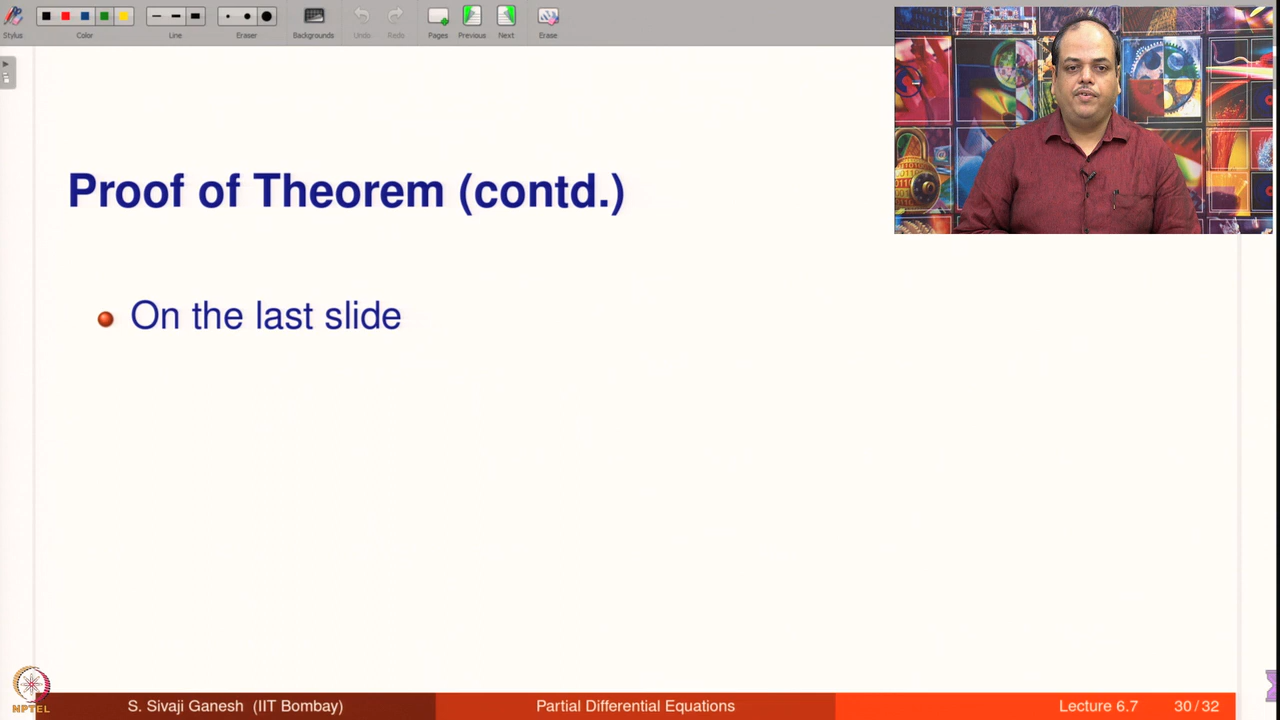 Stylus
Color
Line
Eraser
Backgrounds
Undo
Redo
Pages
Previous
Next
Erase
Proof of Theorem (contd.)
On the last slide
NPTEL
S. Sivaji Ganesh (IIT Bombay)
Partial Differential Equations
Lecture 6.7
30 / 32